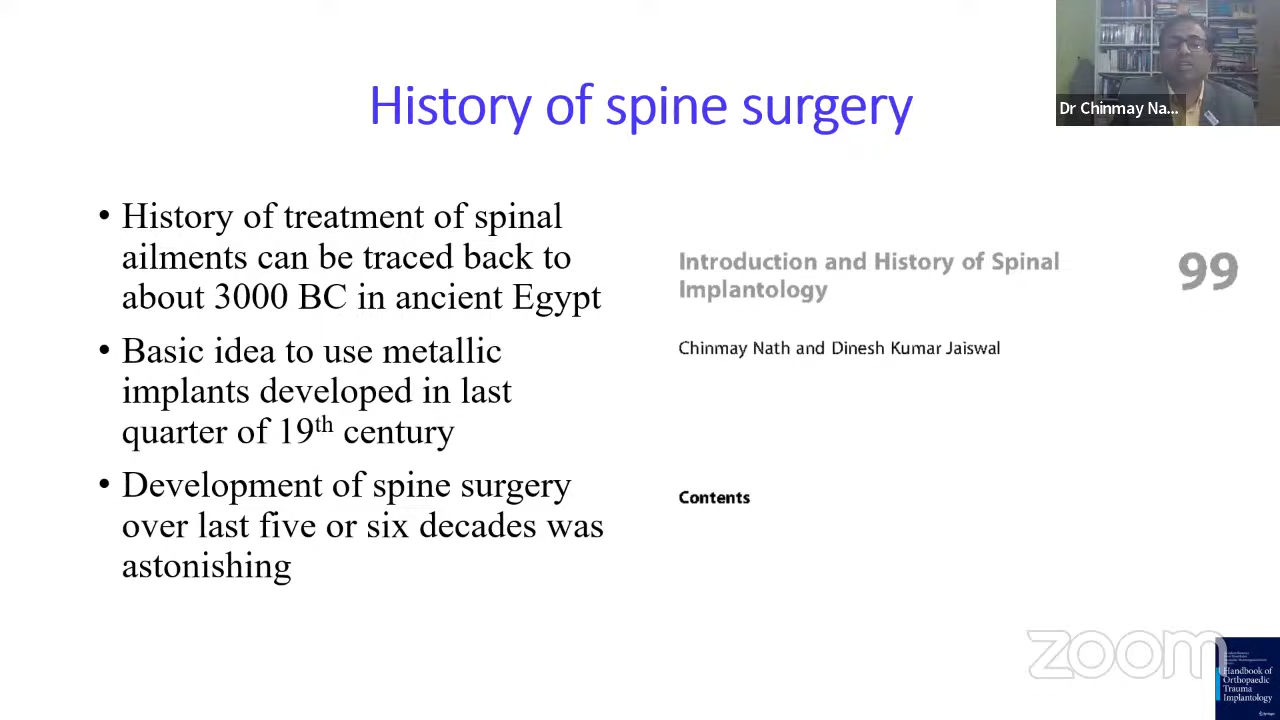 History of spine surgery
Dr Chinmay Na...
• History of treatment of spinal
ailments can be traced back to
about 3000 BC in ancient Egypt
• Basic idea to use metallic
implants developed in last
quarter of 19th century
• Development of spine surgery
over last five or six decades was
astonishing
Introduction and History of Spinal
Implantology
99
Chinmay Nath and Dinesh Kumar Jaiswal
Contents
zoom
Handbook of
Orthopaedic
Trauma
Implantology
Springer